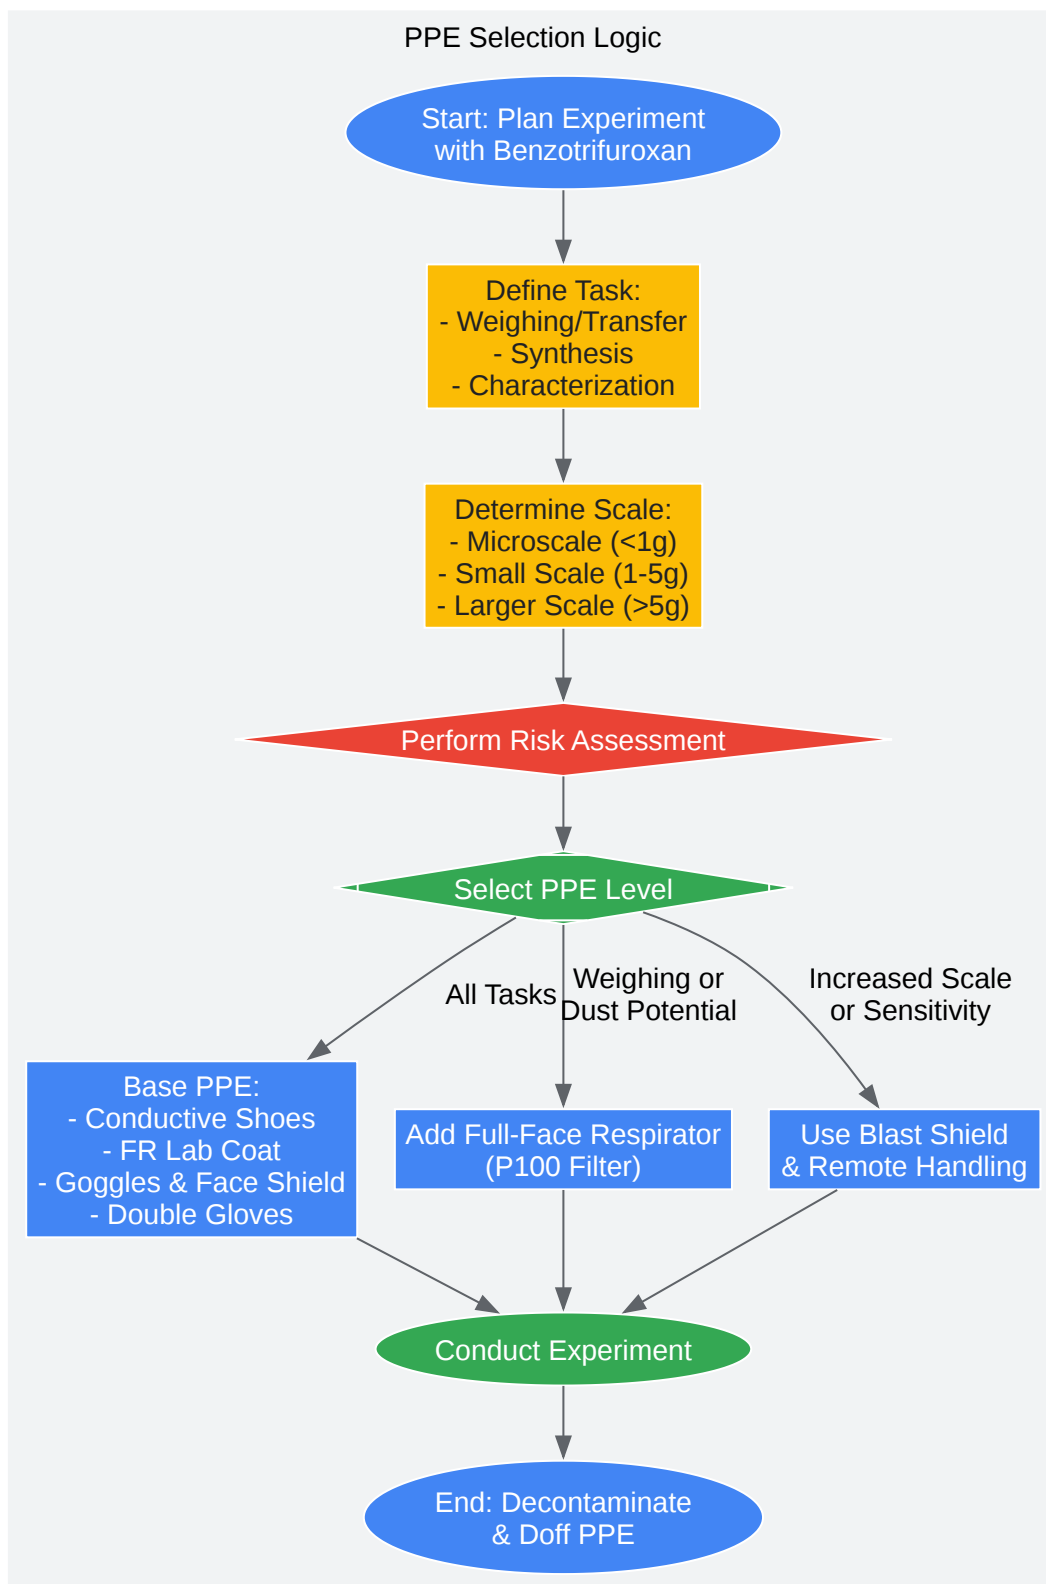 PPE Selection Logic
Start: Plan Experiment
with Benzotrifuroxan
Define Task:
- Weighing/Transfer
- Synthesis
- Characterization
Determine Scale:
- Microscale (<1g)
- Small Scale (1-5g)
- Larger Scale (>5g)
Perform Risk Assessment
Select PPE Level
All Tasks
Weighing or
Dust Potential
Increased Scale
or Sensitivity
Base PPE:
- Conductive Shoes
- FR Lab Coat
- Goggles & Face Shield
- Double Gloves
Add Full-Face Respirator
(P100 Filter)
Use Blast Shield
& Remote Handling
Conduct Experiment
End: Decontaminate
& Doff PPE